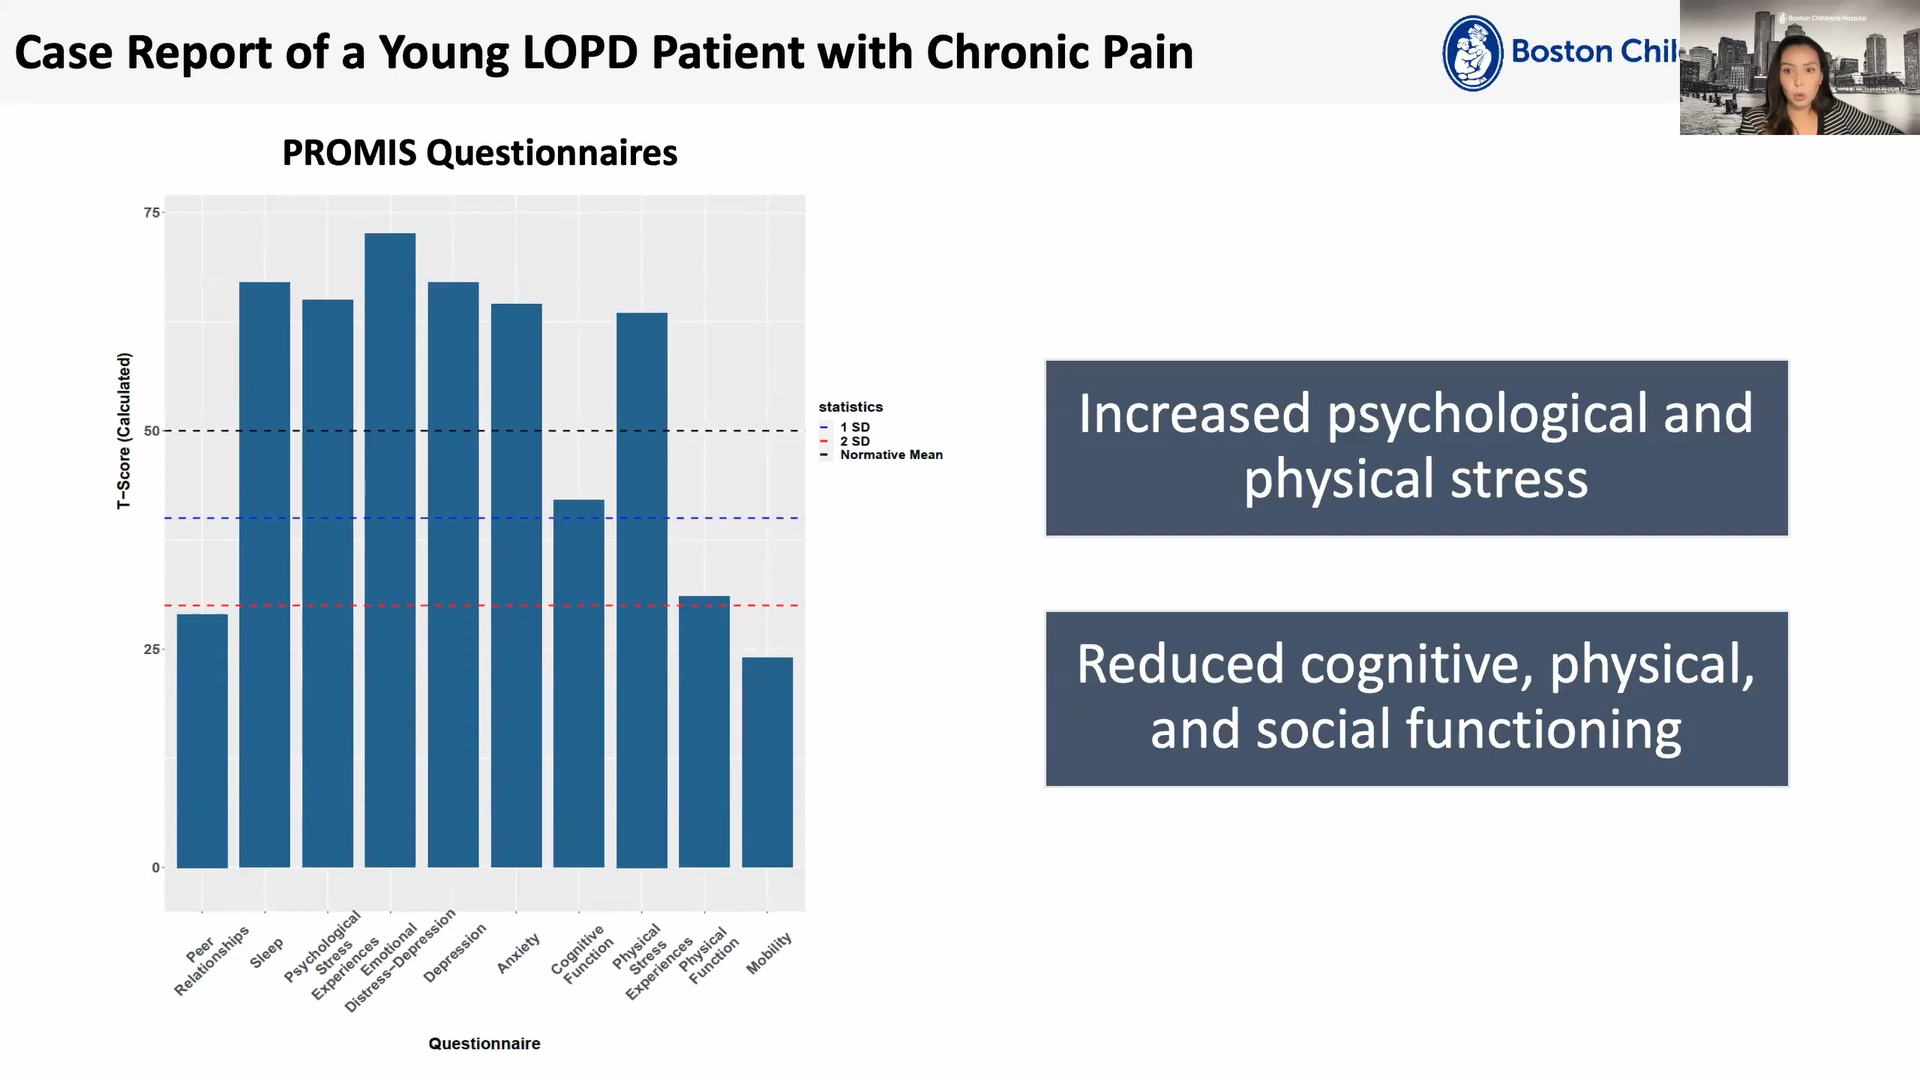 Case Report of a Young LOPD Patient with Chronic Pain
Boston Chil
Boston Children's Hospital
PROMIS Questionnaires
75
50
25
0
T-Score (Calculated)
statistics
1 SD
2 SD
Normative Mean
Peer
Relationships
Sleep
Psychological
Stress
Experiences
Emotional
Distress-Depression
Depression
Anxiety
Cognitive
Function
Physical
Stress
Experiences
Physical
Function
Mobility
Questionnaire
Increased psychological and
physical stress
Reduced cognitive, physical,
and social functioning